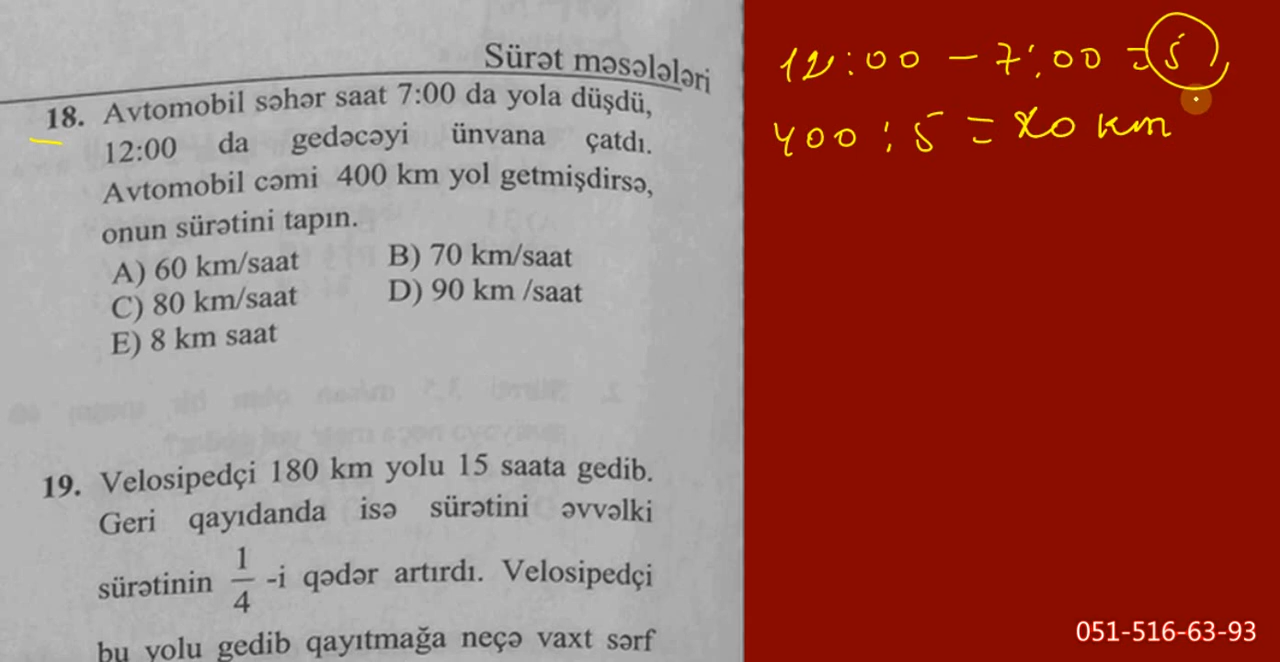 Sürət məsələləri
18. Avtomobil səhər saat 7:00 da yola düşdü,
12:00 da gedəcəyi ünvana çatdı.
Avtomobil cəmi 400 km yol getmişdirsə,
onun sürətini tapın.
A) 60 km/saat B) 70 km/saat
C) 80 km/saat D) 90 km /saat
E) 8 km saat
19. Velosipedçi 180 km yolu 15 saata gedib.
Geri qayıdanda isə sürətini əvvəlki
sürətinin 1/4 -i qədər artırdı. Velosipedçi
bu yolu gedib qayıtmağa neçə vaxt sərf
12:00 - 7:00 = 5
400 : 5 = 80 km
051-516-63-93